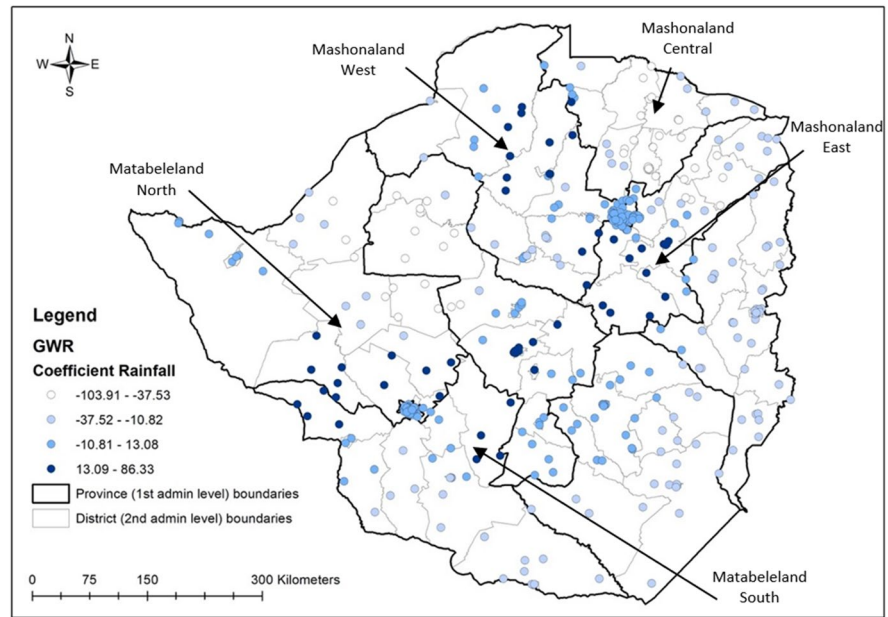 N
W E
S
Mashonaland
West
Mashonaland
Central
Mashonaland
East
Matabeleland
North
Legend
GWR
Coefficient Rainfall
-103.91 - -37.53
-37.52 - -10.82
-10.81 - 13.08
13.09 - 86.33
Province (1st admin level) boundaries
District (2nd admin level) boundaries
0 75 150 300 Kilometers
Matabeleland
South